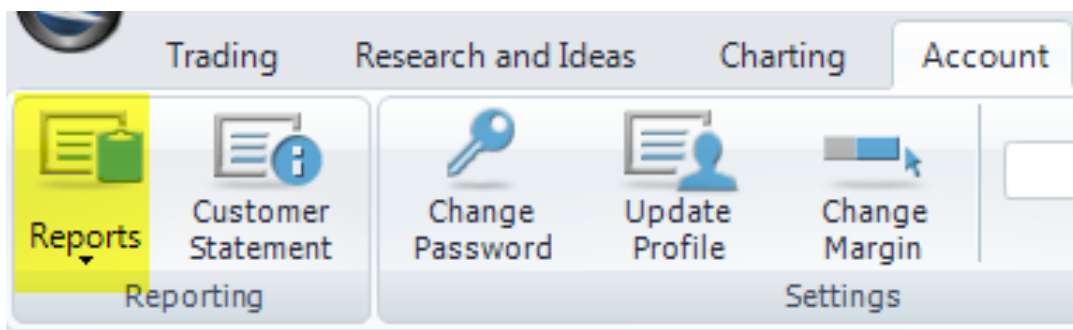 Trading Research and Ideas Charting Account
Reports
Customer Statement
Change Password
Update Profile
Change Margin
Reporting Settings